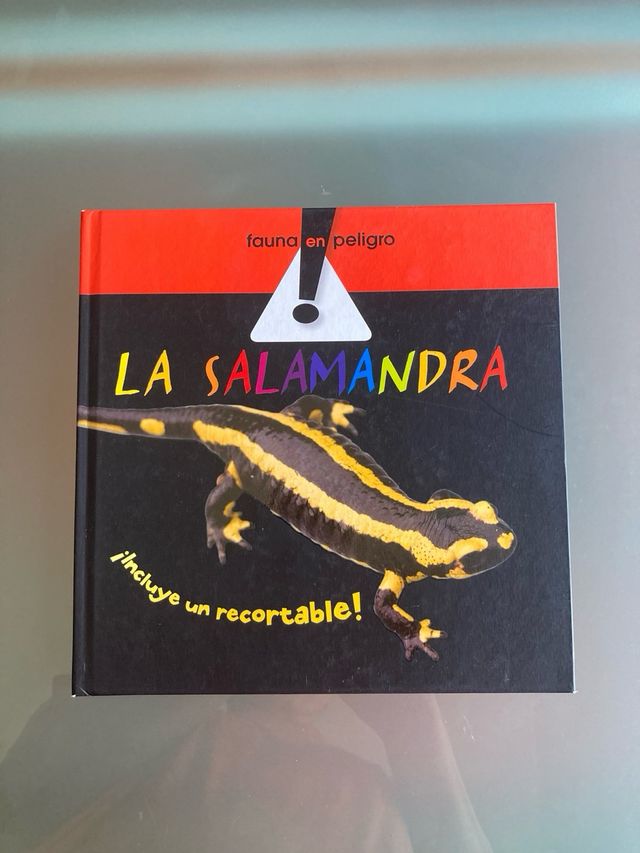 fauna en peligro
LA SALAMANDRA
¡Incluye un recortable!